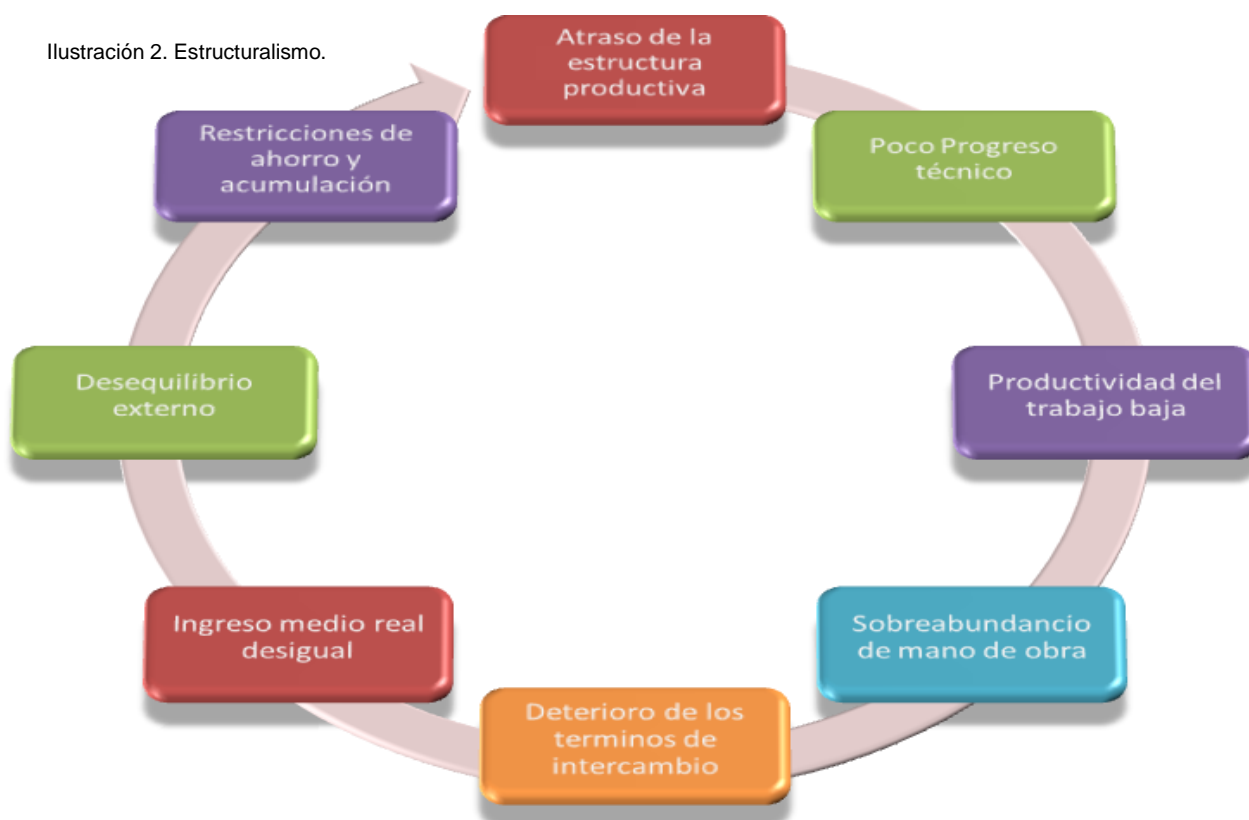 Ilustración 2. Estructuralismo.
Atraso de la
estructura
productiva
Poco Progreso
técnico
Productividad del
trabajo baja
Sobreabundancio
de mano de obra
Deterioro de los
terminos de
intercambio
Ingreso medio real
desigual
Desequilibrio
externo
Restricciones de
ahorro y
acumulación